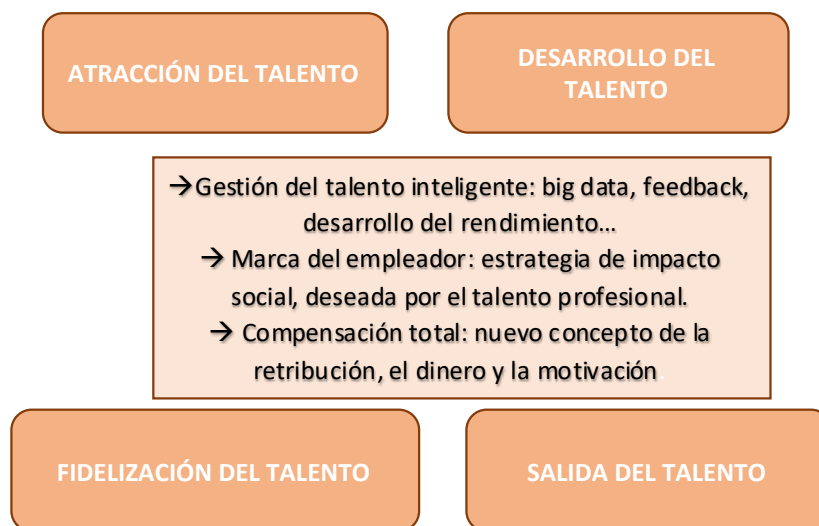 ATRACCIÓN DEL TALENTO
DESARROLLO DEL
TALENTO
→Gestión del talento inteligente: big data, feedback,
desarrollo del rendimiento…
→ Marca del empleador: estrategia de impacto
social, deseada por el talento profesional.
→ Compensación total: nuevo concepto de la
retribución, el dinero y la motivación.
FIDELIZACIÓN DEL TALENTO
SALIDA DEL TALENTO